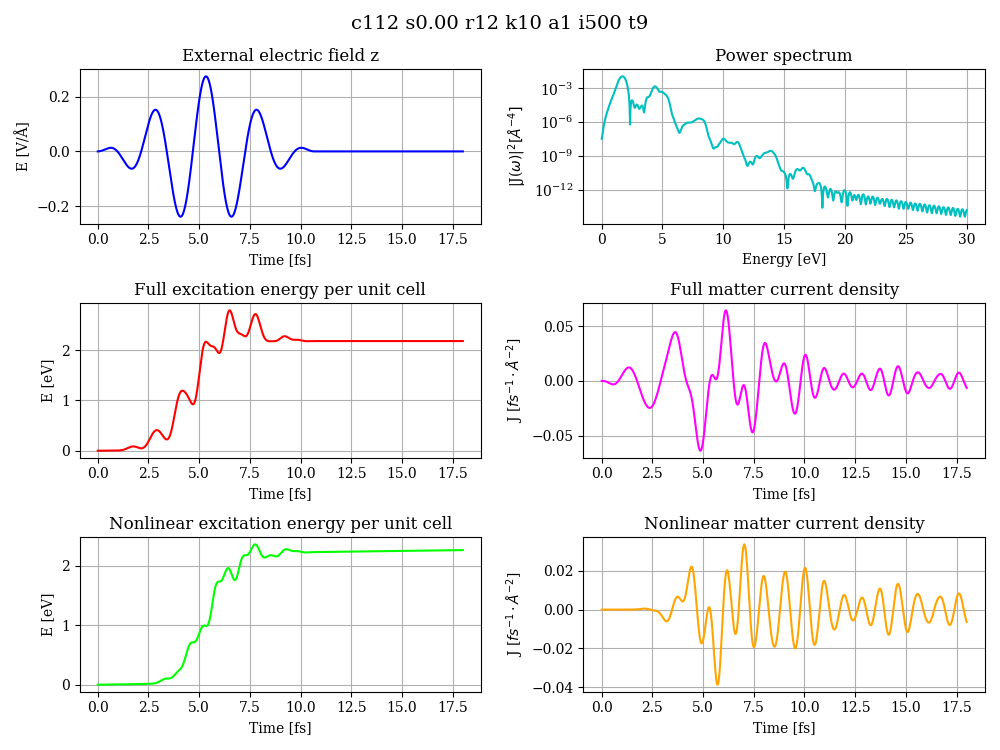 c112 s0.00 r12 k10 a1 i500 t9
External electric field z
E [V/Å]
0.2
0.0
−0.2
0.0 2.5 5.0 7.5 10.0 12.5 15.0 17.5
Time [fs]
Power spectrum
|J(ω)|²[Å⁻⁴]
10⁻³
10⁻⁶
10⁻⁹
10⁻¹²
0 5 10 15 20 25 30
Energy [eV]
Full excitation energy per unit cell
E [eV]
2
1
0
0.0 2.5 5.0 7.5 10.0 12.5 15.0 17.5
Time [fs]
Full matter current density
J [fs⁻¹ · Å⁻²]
0.05
0.00
−0.05
0.0 2.5 5.0 7.5 10.0 12.5 15.0 17.5
Time [fs]
Nonlinear excitation energy per unit cell
E [eV]
2
1
0
0.0 2.5 5.0 7.5 10.0 12.5 15.0 17.5
Time [fs]
Nonlinear matter current density
J [fs⁻¹ · Å⁻²]
0.02
0.00
−0.02
−0.04
0.0 2.5 5.0 7.5 10.0 12.5 15.0 17.5
Time [fs]